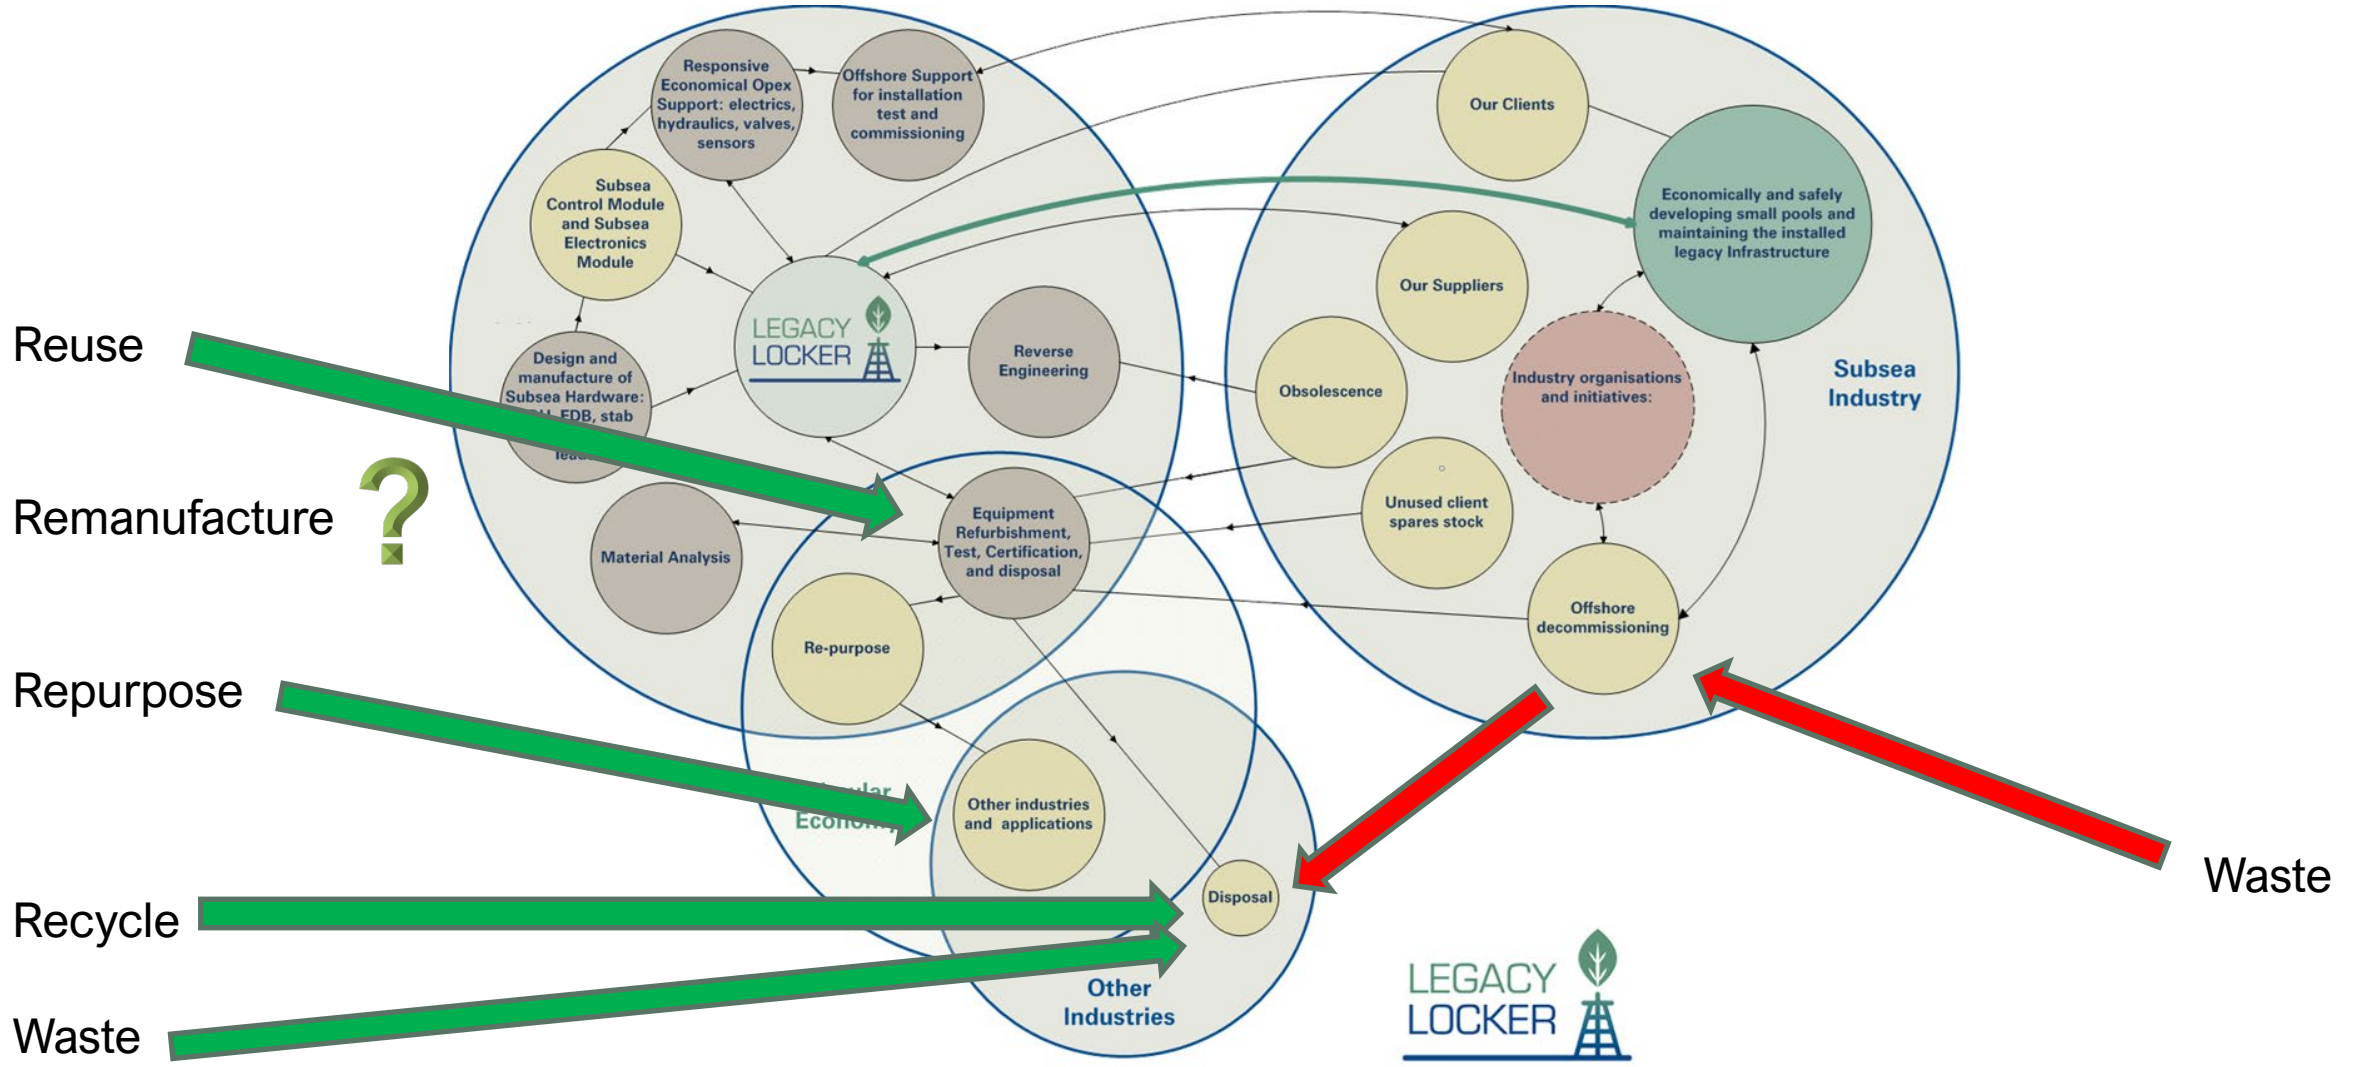 Responsive
Economical Opex
Support: electrics,
hydraulics, valves,
sensors
Offshore Support
for installation
test and
commissioning
Our Clients
Subsea
Control Module
and Subsea
Electronics
Module
Economically and safely
developing small pools and
maintaining the installed
legacy Infrastructure
Our Suppliers
LEGACY
LOCKER
Reuse
Design and
manufacture of
Subsea Hardware:
EDB, stab
Reverse
Engineering
Obsolescence
Industry organisations
and initiatives:
Subsea
Industry
Remanufacture
?
Material Analysis
Equipment
Refurbishment,
Test, Certification,
and disposal
Unused client
spares stock
Offshore
decommissioning
Re-purpose
Repurpose
Economy
Other industries
and applications
Recycle
Disposal
Waste
Other
Industries
Waste
LEGACY
LOCKER